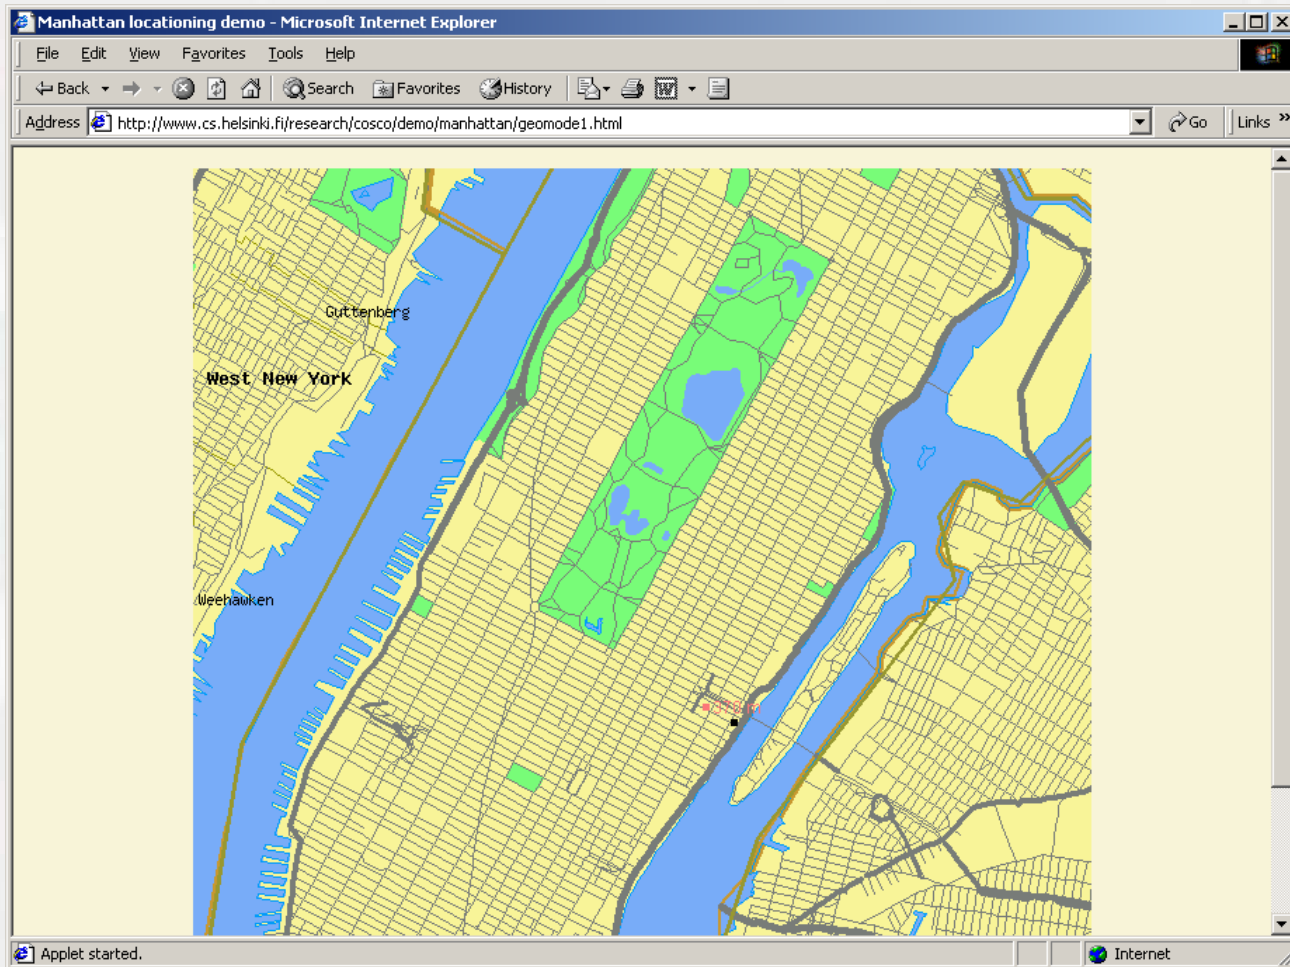 Manhattan locationing demo - Microsoft Internet Explorer
File Edit View Favorites Tools Help
Back Search Favorites History
Address http://www.cs.helsinki.fi/research/cosco/demo/manhattan/geomode1.html Go Links »
Guttenberg
West New York
Weehawken
Applet started. Internet